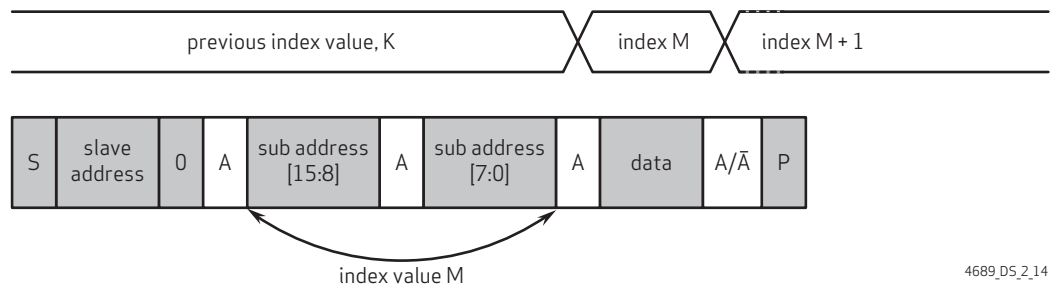 previous index value, K
index M
index M + 1
S
slave
address
0
A
sub address
[15:8]
A
sub address
[7:0]
A
data
A/Ā
P
index value M
4689_DS_2_14